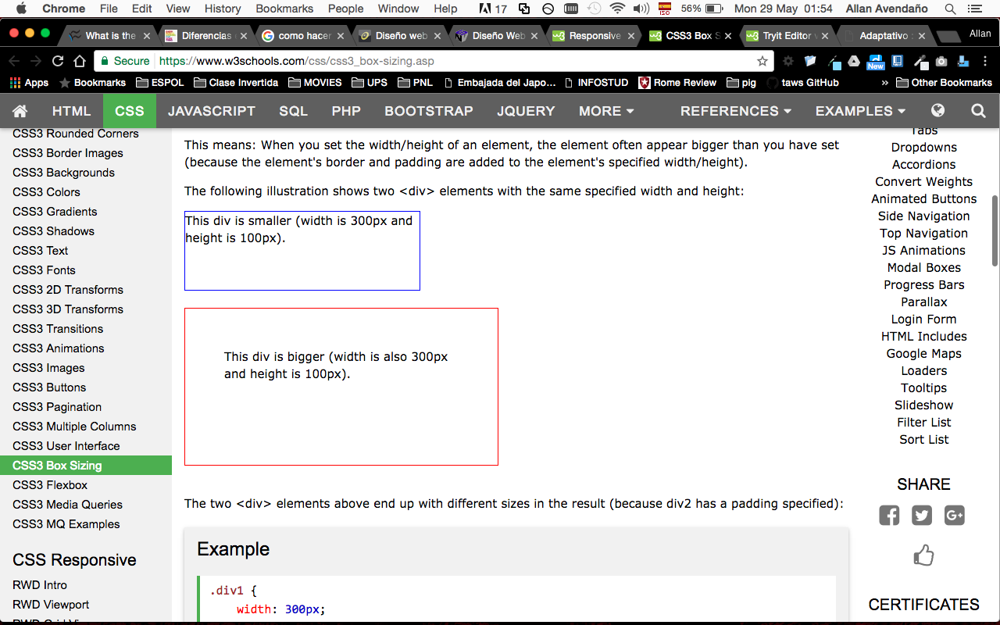 Chrome File Edit View History Bookmarks People Window Help 17 ISO 56% Mon 29 May 01:54 Allan Avendaño
What is the Diferencias como hacer Diseño web Diseño Web Responsive CSS3 Box S Tryit Editor v Adaptativo Allan
Secure https://www.w3schools.com/css/css3_box-sizing.asp New
Apps Bookmarks ESPOL Clase Invertida MOVIES UPS PNL Embajada del Japo... INFOSTUD Rome Review pig taws GitHub » Other Bookmarks
HTML CSS JAVASCRIPT SQL PHP BOOTSTRAP JQUERY MORE REFERENCES EXAMPLES
CSS3 Rounded Corners
CSS3 Border Images
CSS3 Backgrounds
CSS3 Colors
CSS3 Gradients
CSS3 Shadows
CSS3 Text
CSS3 Fonts
CSS3 2D Transforms
CSS3 3D Transforms
CSS3 Transitions
CSS3 Animations
CSS3 Images
CSS3 Buttons
CSS3 Pagination
CSS3 Multiple Columns
CSS3 User Interface
CSS3 Box Sizing
CSS3 Flexbox
CSS3 Media Queries
CSS3 MQ Examples
CSS Responsive
RWD Intro
RWD Viewport
This means: When you set the width/height of an element, the element often appear bigger than you have set
(because the element's border and padding are added to the element's specified width/height).
The following illustration shows two <div> elements with the same specified width and height:
This div is smaller (width is 300px and
height is 100px).
This div is bigger (width is also 300px
and height is 100px).
The two <div> elements above end up with different sizes in the result (because div2 has a padding specified):
Example
.div1 {
width: 300px;
Tabs
Dropdowns
Accordions
Convert Weights
Animated Buttons
Side Navigation
Top Navigation
JS Animations
Modal Boxes
Progress Bars
Parallax
Login Form
HTML Includes
Google Maps
Loaders
Tooltips
Slideshow
Filter List
Sort List
SHARE
G+
CERTIFICATES